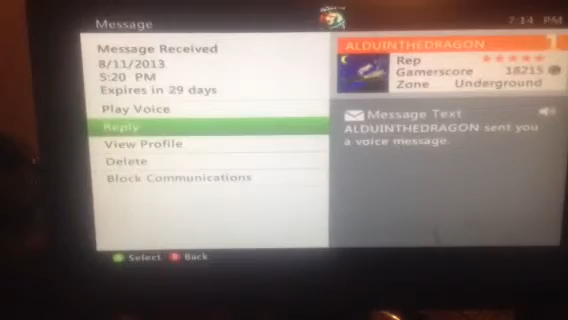 Message
7:14 PM
Message Received
8/11/2013
5:20 PM
Expires in 29 days
Play Voice
Reply
View Profile
Delete
Block Communications
ALDUINTHEDRAGON 1
Rep
Gamerscore 18215
Zone Underground
Message Text
ALDUINTHEDRAGON sent you
a voice message.
Select Back